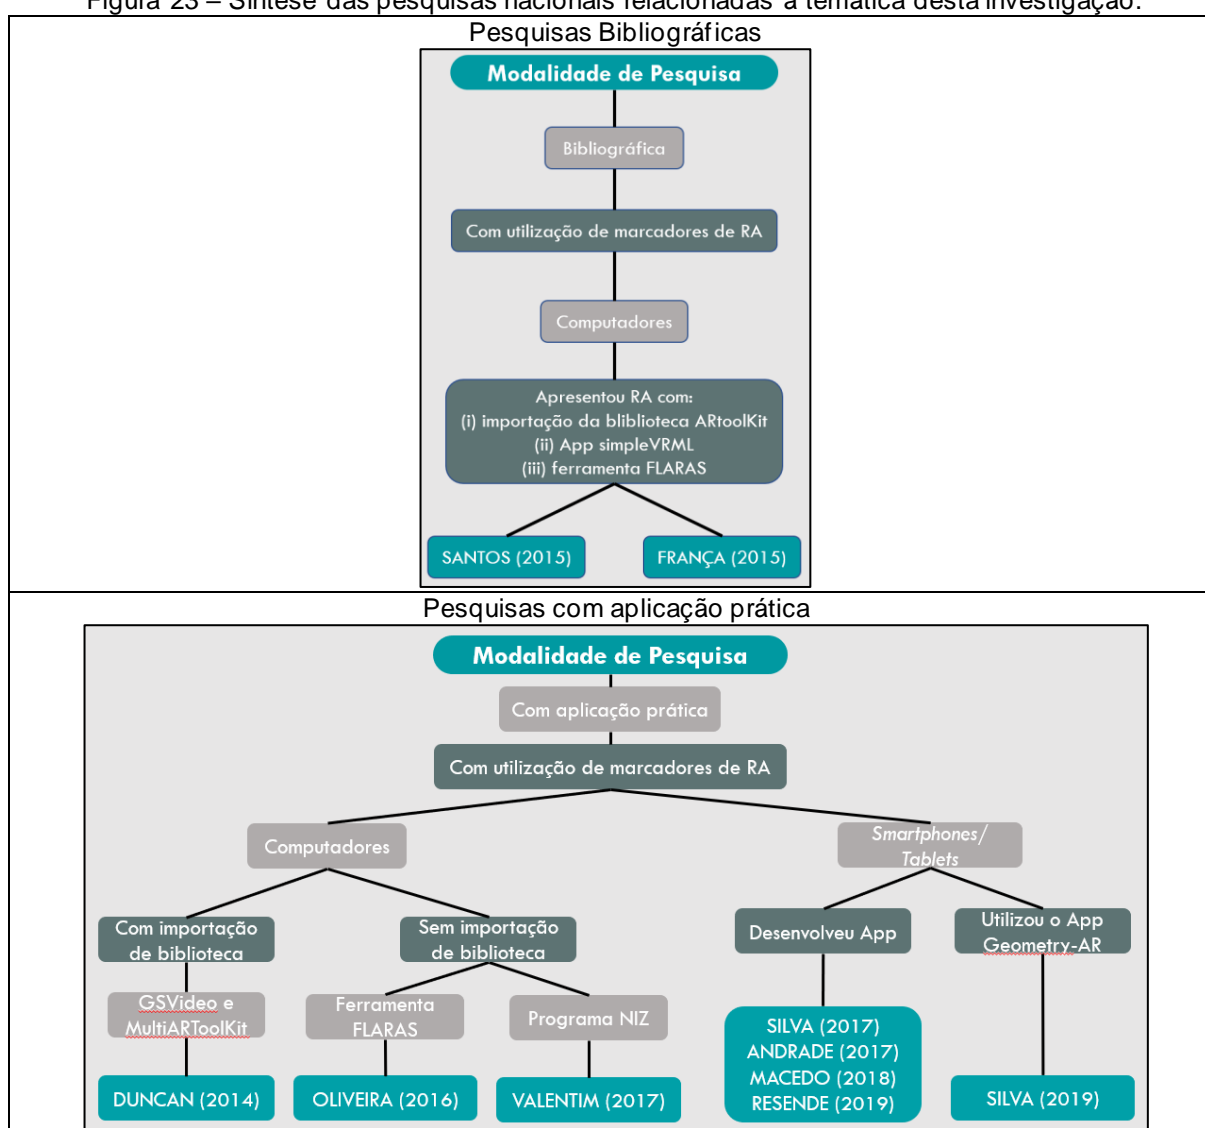 Figura 23 – Síntese das pesquisas nacionais relacionadas à temática desta investigação.
Pesquisas Bibliográficas
Modalidade de Pesquisa
Bibliográfica
Com utilização de marcadores de RA
Computadores
Apresentou RA com:
(i) importação da bliblioteca ARtoolKit
(ii) App simpleVRML
(iii) ferramenta FLARAS
SANTOS (2015)
FRANÇA (2015)
Pesquisas com aplicação prática
Modalidade de Pesquisa
Com aplicação prática
Com utilização de marcadores de RA
Computadores
Smartphones/
Tablets
Com importação
de biblioteca
Sem importação
de biblioteca
Desenvolveu App
Utilizou o App
Geometry-AR
GSVideo e
MultiARToolKit
Ferramenta
FLARAS
Programa NIZ
SILVA (2017)
ANDRADE (2017)
MACEDO (2018)
RESENDE (2019)
DUNCAN (2014)
OLIVEIRA (2016)
VALENTIM (2017)
SILVA (2019)